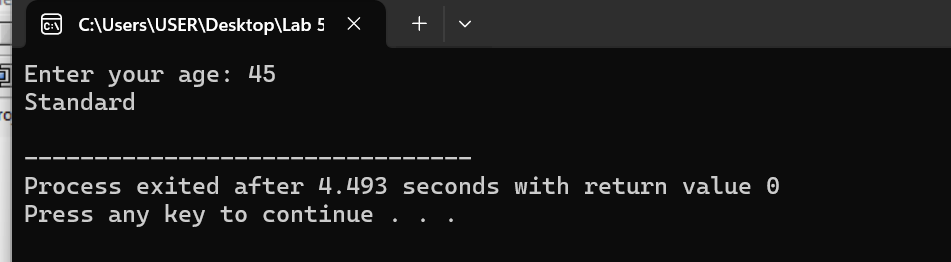 C:\Users\USER\Desktop\Lab 5
Enter your age: 45
Standard
--------------------------------
Process exited after 4.493 seconds with return value 0
Press any key to continue . . .